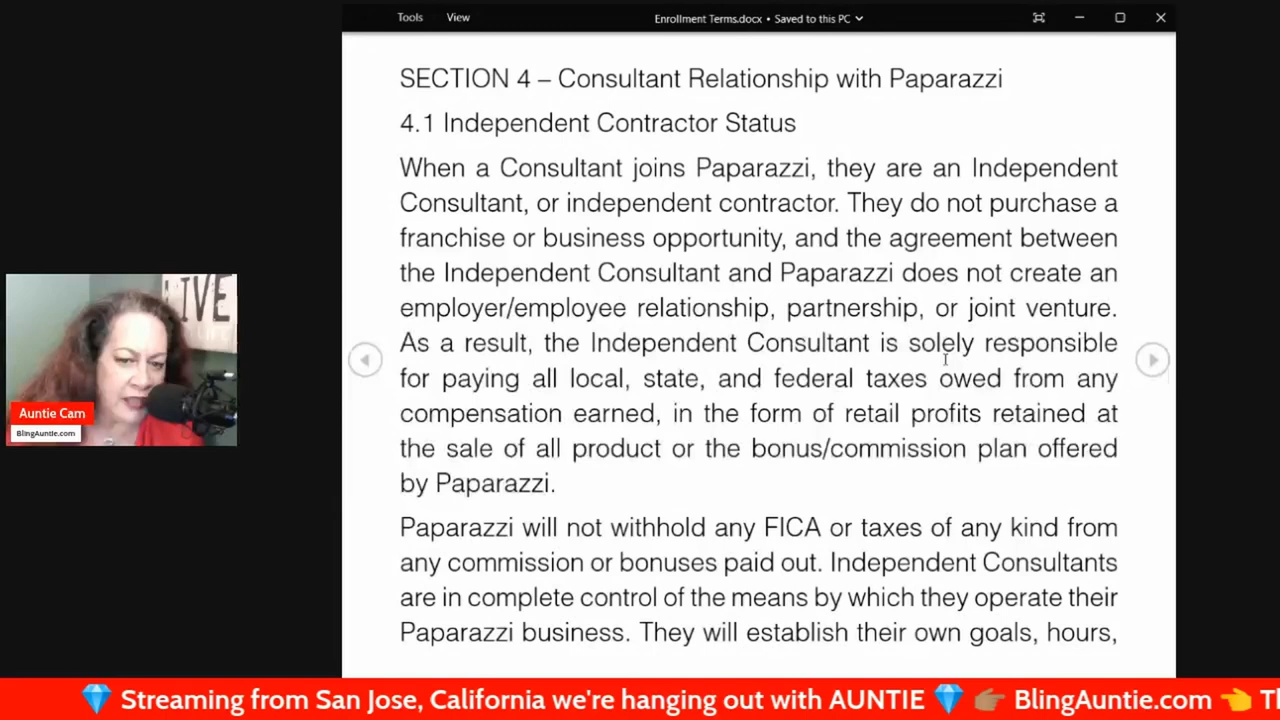 Tools View Enrollment Terms.docx • Saved to this PC
SECTION 4 – Consultant Relationship with Paparazzi
4.1 Independent Contractor Status
When a Consultant joins Paparazzi, they are an Independent
Consultant, or independent contractor. They do not purchase a
franchise or business opportunity, and the agreement between
the Independent Consultant and Paparazzi does not create an
employer/employee relationship, partnership, or joint venture.
As a result, the Independent Consultant is solely responsible
for paying all local, state, and federal taxes owed from any
compensation earned, in the form of retail profits retained at
the sale of all product or the bonus/commission plan offered
by Paparazzi.
Paparazzi will not withhold any FICA or taxes of any kind from
any commission or bonuses paid out. Independent Consultants
are in complete control of the means by which they operate their
Paparazzi business. They will establish their own goals, hours,
IVE
Auntie Cam
BlingAuntie.com
💎 Streaming from San Jose, California we're hanging out with AUNTIE 💎 👉🏽 BlingAuntie.com 👈 T